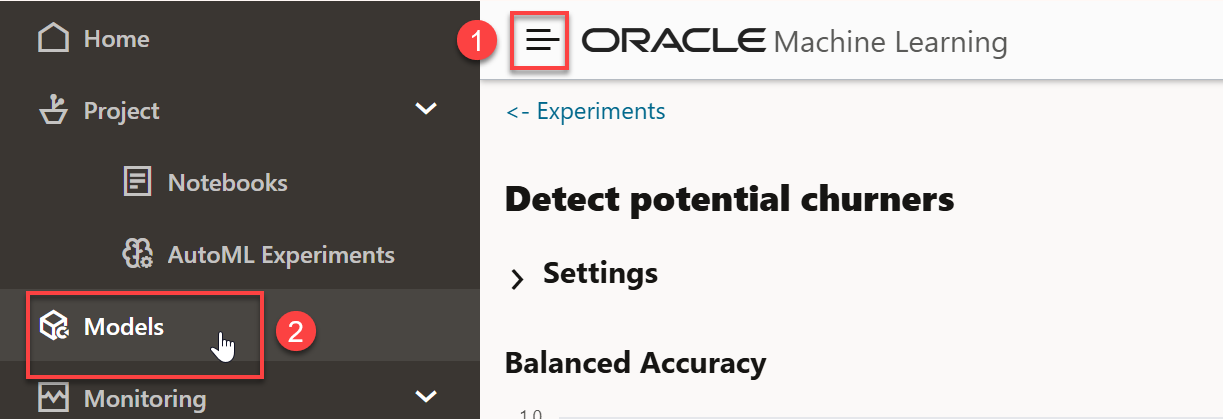 Home
Project
Notebooks
AutoML Experiments
Models
2
Monitoring
1
ORACLE Machine Learning
<- Experiments
Detect potential churners
Settings
Balanced Accuracy
1.0